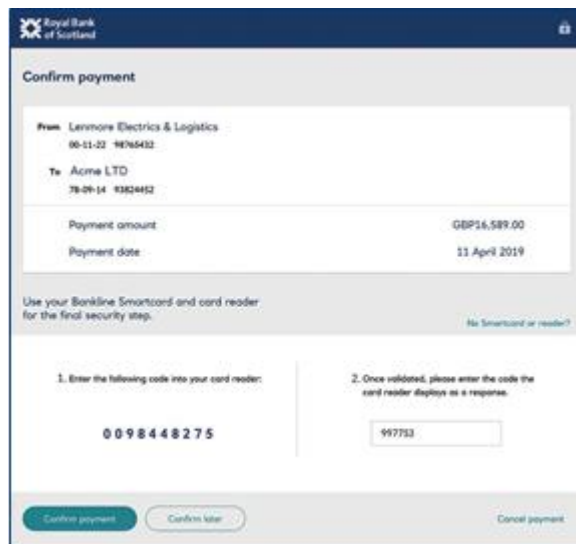 Royal Bank
of Scotland
Confirm payment
From Lenmore Electrics & Logistics
00-11-22 98765432
To Acme LTD
78-09-14 93824452
Payment amount GBP16,589.00
Payment date 11 April 2019
Use your Bankline Smartcard and card reader
for the final security step.
No Smartcard or reader?
1. Enter the following code into your card reader:
0098448275
2. Once validated, please enter the code the
card reader displays as a response.
997753
Confirm payment
Confirm later
Cancel payment